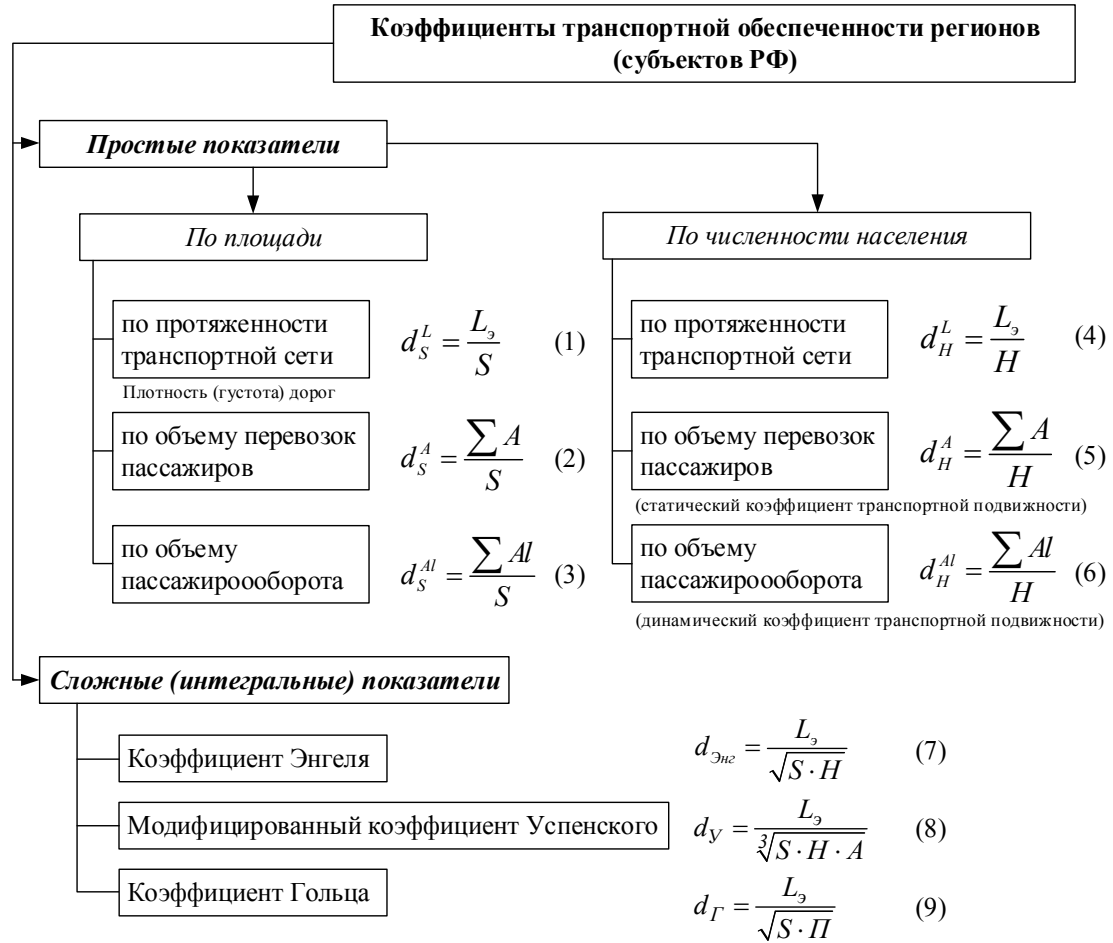 Коэффициенты транспортной обеспеченности регионов
(субъектов РФ)
Простые показатели
По площади
по протяженности
транспортной сети
d_S^L = L_э / S (1)
Плотность (густота) дорог
по объему перевозок
пассажиров
d_S^A = ∑ A / S (2)
по объему
пассажироооборота
d_S^{Al} = ∑ Al / S (3)
По численности населения
по протяженности
транспортной сети
d_H^L = L_э / H (4)
по объему перевозок
пассажиров
d_H^A = ∑ A / H (5)
(статический коэффициент транспортной подвижности)
по объему
пассажироооборота
d_H^{Al} = ∑ Al / H (6)
(динамический коэффициент транспортной подвижности)
Сложные (интегральные) показатели
Коэффициент Энгеля
d_{Энг} = L_э / √(S · H) (7)
Модифицированный коэффициент Успенского
d_У = L_э / ∛(S · H · A) (8)
Коэффициент Гольца
d_Г = L_э / √(S · П) (9)